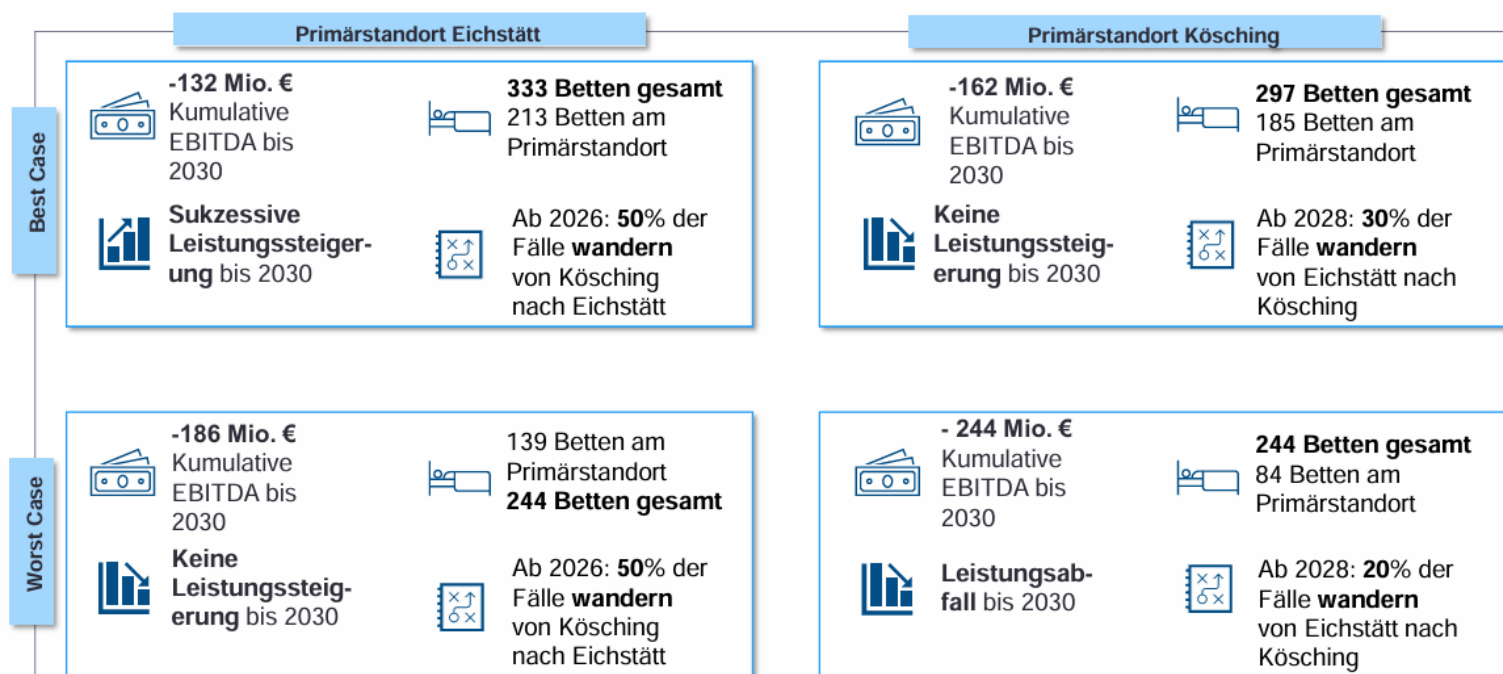 Primärstandort Eichstätt
Primärstandort Kösching
Best Case
-132 Mio. €
Kumulative
EBITDA bis
2030
333 Betten gesamt
213 Betten am
Primärstandort
Sukzessive
Leistungssteiger-
ung bis 2030
Ab 2026: 50% der
Fälle wandern
von Kösching
nach Eichstätt
-162 Mio. €
Kumulative
EBITDA bis
2030
297 Betten gesamt
185 Betten am
Primärstandort
Keine
Leistungssteig-
erung bis 2030
Ab 2028: 30% der
Fälle wandern
von Eichstätt nach
Kösching
Worst Case
-186 Mio. €
Kumulative
EBITDA bis
2030
139 Betten am
Primärstandort
244 Betten gesamt
Keine
Leistungssteig-
erung bis 2030
Ab 2026: 50% der
Fälle wandern
von Kösching
nach Eichstätt
- 244 Mio. €
Kumulative
EBITDA bis
2030
244 Betten gesamt
84 Betten am
Primärstandort
Leistungsab-
fall bis 2030
Ab 2028: 20% der
Fälle wandern
von Eichstätt nach
Kösching